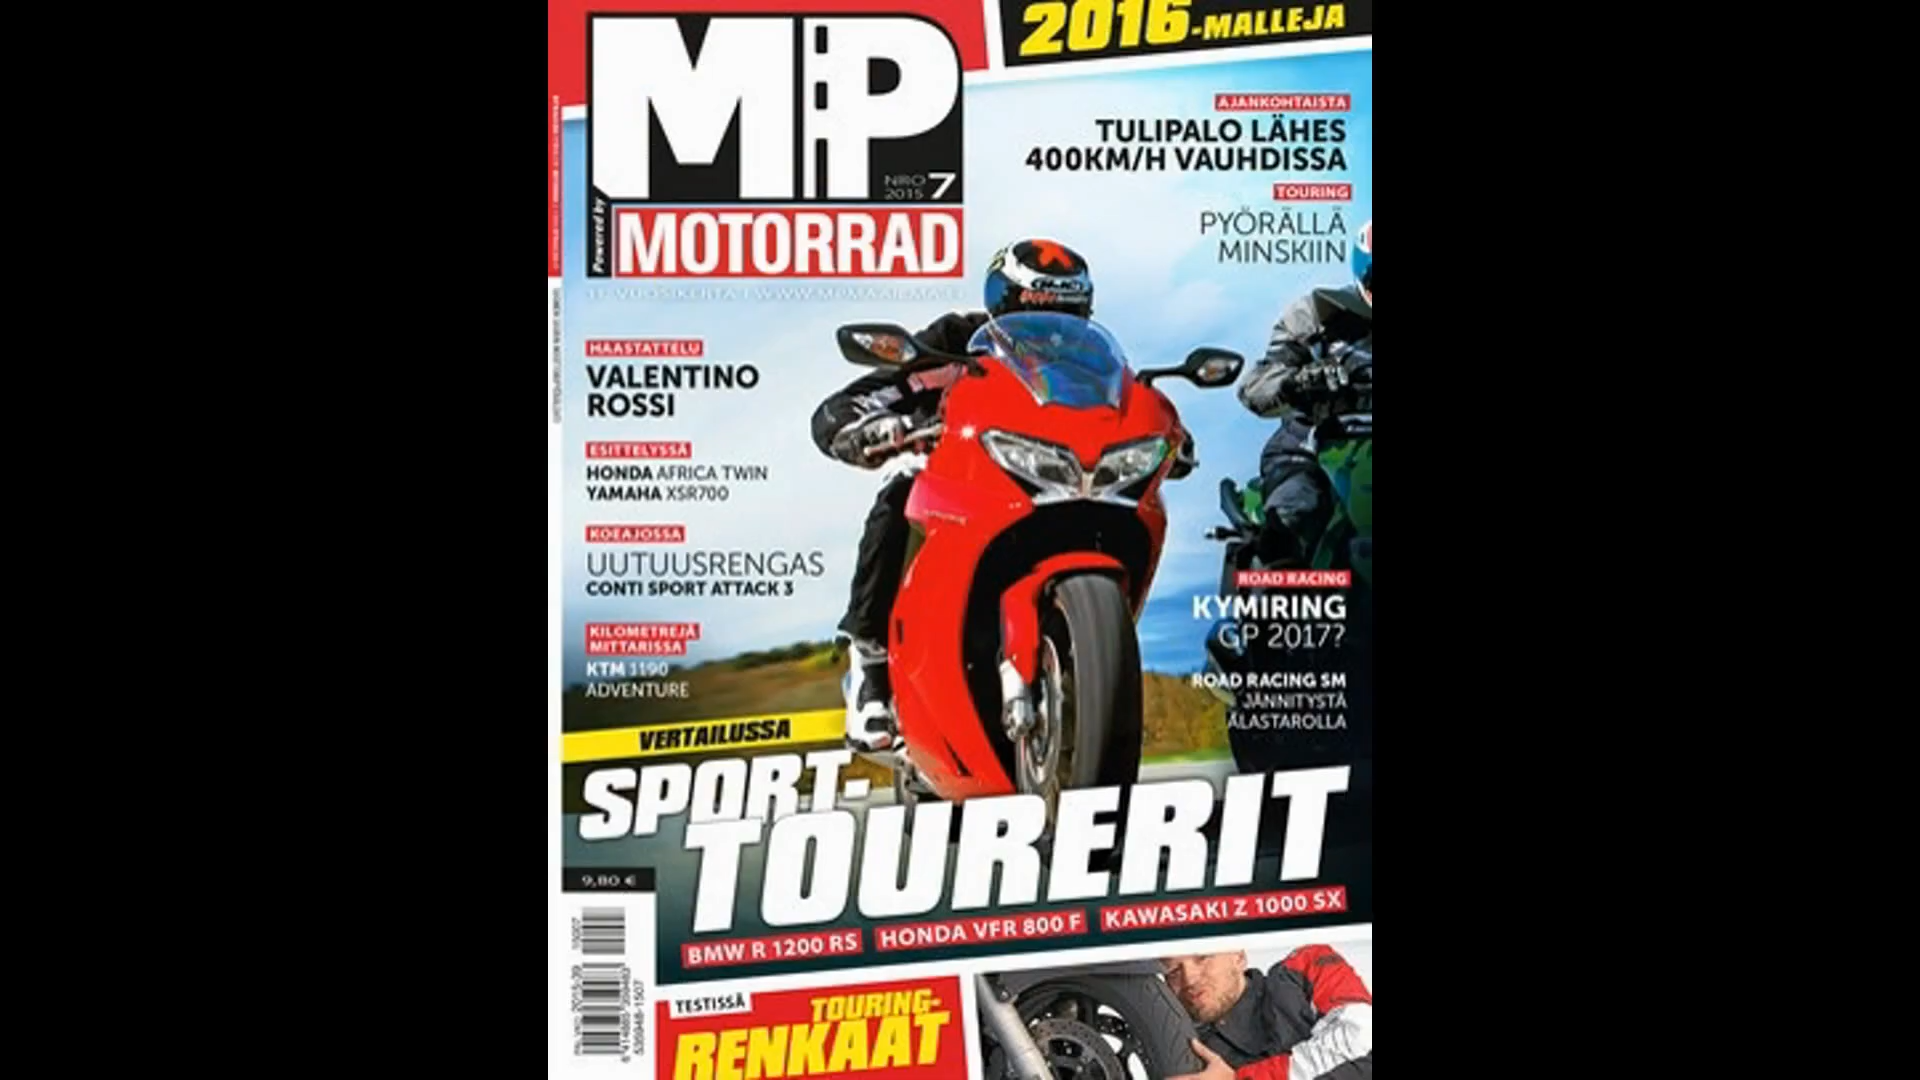 2016-MALLEJA
MP
NRO 7
2015
Powered by
MOTORRAD
AJANKOHTAISTA
TULIPALO LÄHES
400KM/H VAUHDISSA
TOURING
PYÖRÄLLÄ
MINSKIIN
HAASTATTELU
VALENTINO
ROSSI
ESITTELYSSÄ
HONDA AFRICA TWIN
YAMAHA XSR700
KOEAJOSSA
UUTUUSRENGAS
CONTI SPORT ATTACK 3
KILOMETREJÄ
MITTARISSA
KTM 1190
ADVENTURE
ROAD RACING
KYMIRING
GP 2017?
ROAD RACING SM
JÄNNITYSTÄ
ALASTAROLLA
VERTAILUSSA
SPORT-
TOURERIT
BMW R 1200 RS HONDA VFR 800 F KAWASAKI Z 1000 SX
9,80 €
TESTISSÄ
TOURING-
RENKAAT